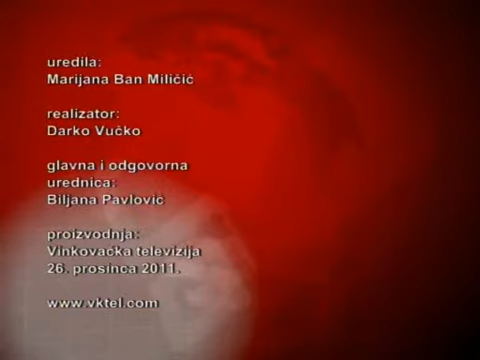 uredila:
Marijana Ban Miličić
realizator:
Darko Vučko
glavna i odgovorna
urednica:
Biljana Pavlović
proizvodnja:
Vinkovačka televizija
26. prosinca 2011.
www.vktel.com